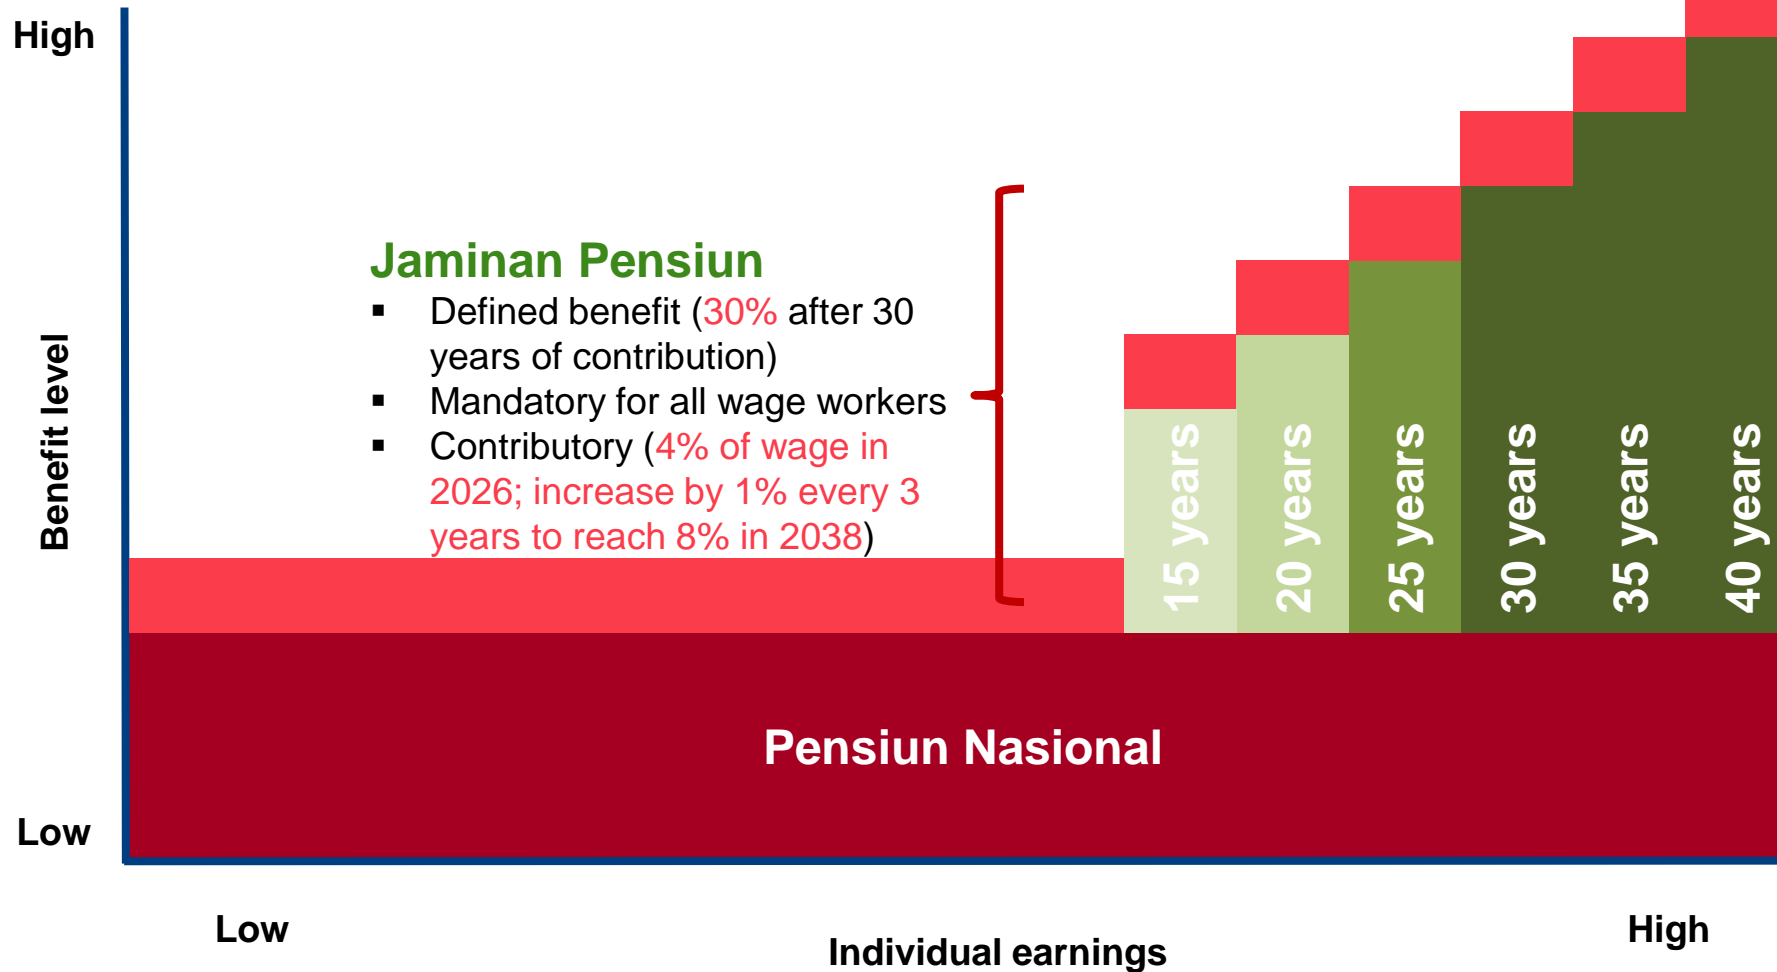 High
Jaminan Pensiun
▪ Defined benefit (30% after 30
years of contribution)
▪ Mandatory for all wage workers
▪ Contributory (4% of wage in
2026; increase by 1% every 3
years to reach 8% in 2038)
Benefit level
15 years
20 years
25 years
30 years
35 years
40 years
Pensiun Nasional
Low
Low
High
Individual earnings